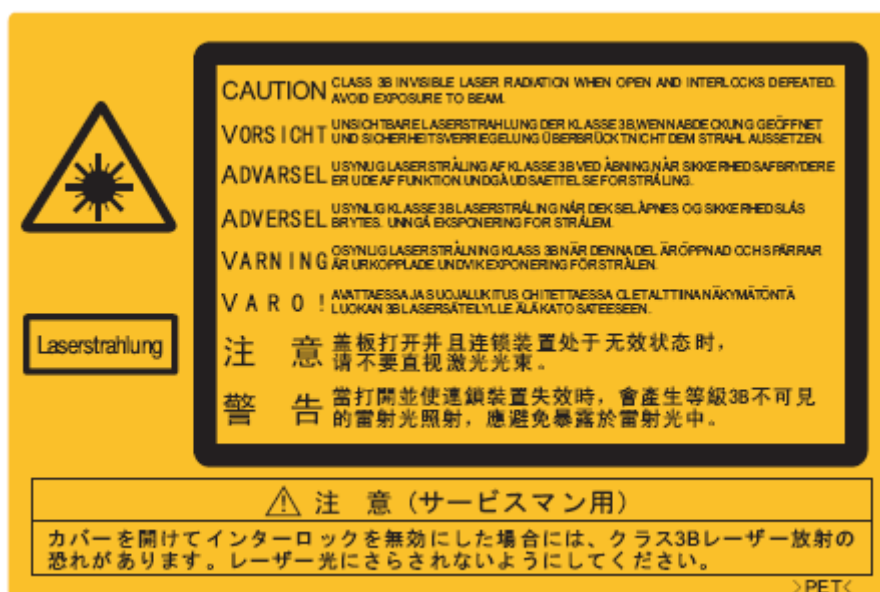 CAUTION CLASS 3B INVISIBLE LASER RADIATION WHEN OPEN AND INTERLOCKS DEFEATED.
AVOID EXPOSURE TO BEAM.
VORSICHT UNSICHTBARE LASERSTRAHLUNG DER KLASSE 3B, WENN ABDECKUNG GEÖFFNET
UND SICHERHEITSVERRIEGELUNG ÜBERBRÜCKT NICHT DEM STRAHL AUSSETZEN.
ADVARSEL USYNLIG LASERSTRÅLING AF KLASSE 3B VED ÅBNING, NÅR SIKKERHEDSAFBRYDERE
ER UDE AF FUNKTION UNDGÅ UDSAETTELSE FOR STRÅLING.
ADVERSEL USYNLIG KLASSE 3B LASERSTRÅLING NÅR DEKSEL ÅPNES OG SIKKERHEDSLÅS
BRYTES. UNNGÅ EKSPONERING FOR STRÅLEM.
VARNING OSYNLIG LASERSTRÅLNING KLASS 3B NÄR DENNA DEL ÄR ÖPPNAD OCH SPÄRRAR
ÄR URKOPPLADE. UNDVIK EXPONERING FÖR STRÅLEN.
VARO! AVATTAESSA JA SUOJALUKITUS OHITETTAESSA OLET ALTTIINA NÄKYMÄTÖNTÄ
LUOKAN 3B LASERSÄTEILYLLE ÄLÄ KATO SATEESEEN.
Laserstrahlung
注 意 盖板打开并且连锁装置处于无效状态时，
请不要直视激光光束。
警 告 當打開並使連鎖裝置失效時，會產生等級3B不可見
的雷射光照射，應避免暴露於雷射光中。
注 意（サービスマン用）
カバーを開けてインターロックを無効にした場合には、クラス3Bレーザー放射の
恐れがあります。レーザー光にさらされないようにしてください。
>PET<